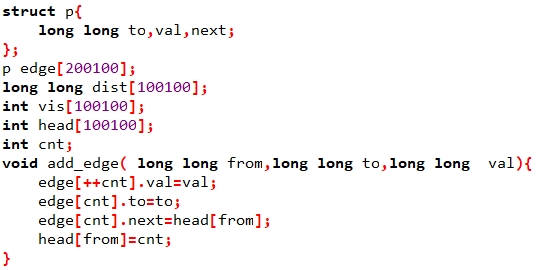 struct p{
    long long to,val,next;
};
p edge[200100];
long long dist[100100];
int vis[100100];
int head[100100];
int cnt;
void add_edge( long long from,long long to,long long  val){
    edge[++cnt].val=val;
    edge[cnt].to=to;
    edge[cnt].next=head[from];
    head[from]=cnt;
}